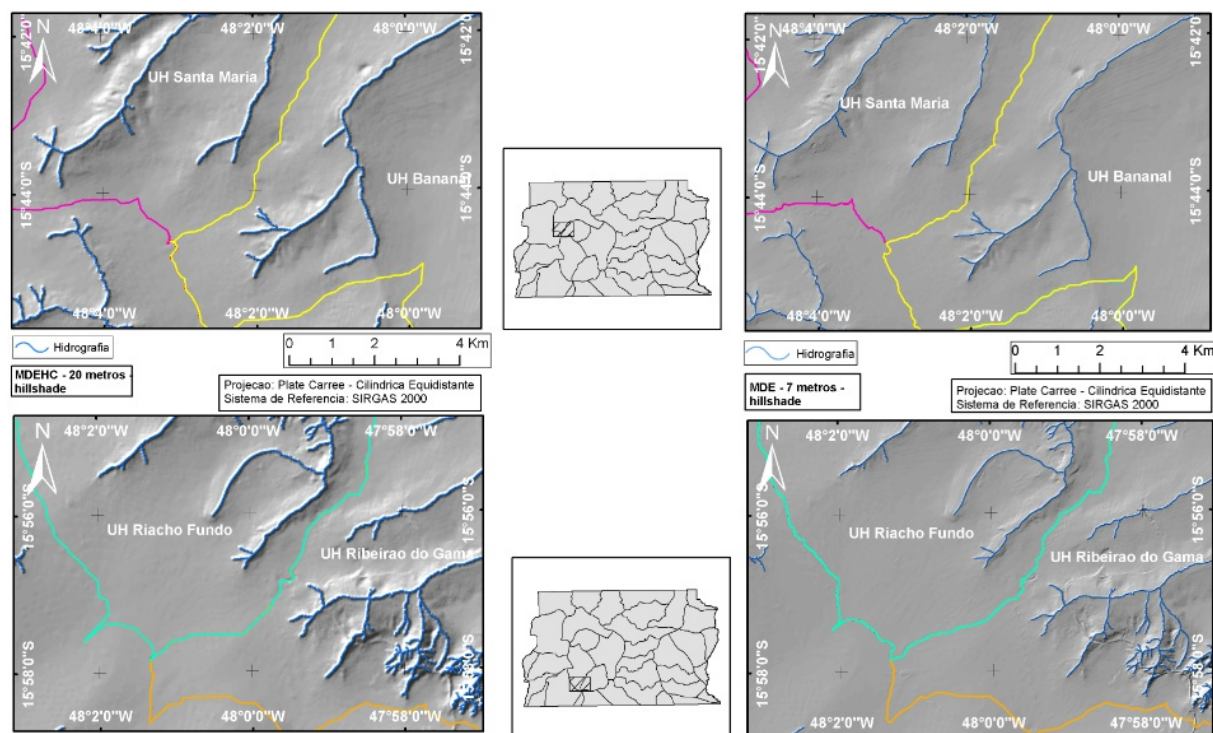 48°4'0"W
48°2'0"W
48°0'0"W
15°42'0"
N
15°42'0"
UH Santa Maria
UH Bananal
15°44'0"S
15°44'0"S
48°4'0"W
48°2'0"W
48°0'0"W
Hidrografia
MDEHC - 20 metros -
hillshade
0 1 2 4 Km
Projecao: Plate Carree - Cilindrica Equidistante
Sistema de Referencia: SIRGAS 2000
48°4'0"W
48°2'0"W
48°0'0"W
15°42'0"
N
15°42'0"
UH Santa Maria
UH Bananal
15°44'0"S
15°44'0"S
48°4'0"W
48°2'0"W
48°0'0"W
Hidrografia
MDE - 7 metros -
hillshade
0 1 2 4 Km
Projecao: Plate Carree - Cilindrica Equidistante
Sistema de Referencia: SIRGAS 2000
N
48°2'0"W
48°0'0"W
47°58'0"W
15°56'0"S
15°56'0"S
UH Riacho Fundo
UH Ribeirao do Gama
15°58'0"S
15°58'0"S
48°2'0"W
48°0'0"W
47°58'0"W
N
48°2'0"W
48°0'0"W
47°58'0"W
15°56'0"S
15°56'0"S
UH Riacho Fundo
UH Ribeirao do Gama
15°58'0"S
15°58'0"S
48°2'0"W
48°0'0"W
47°58'0"W